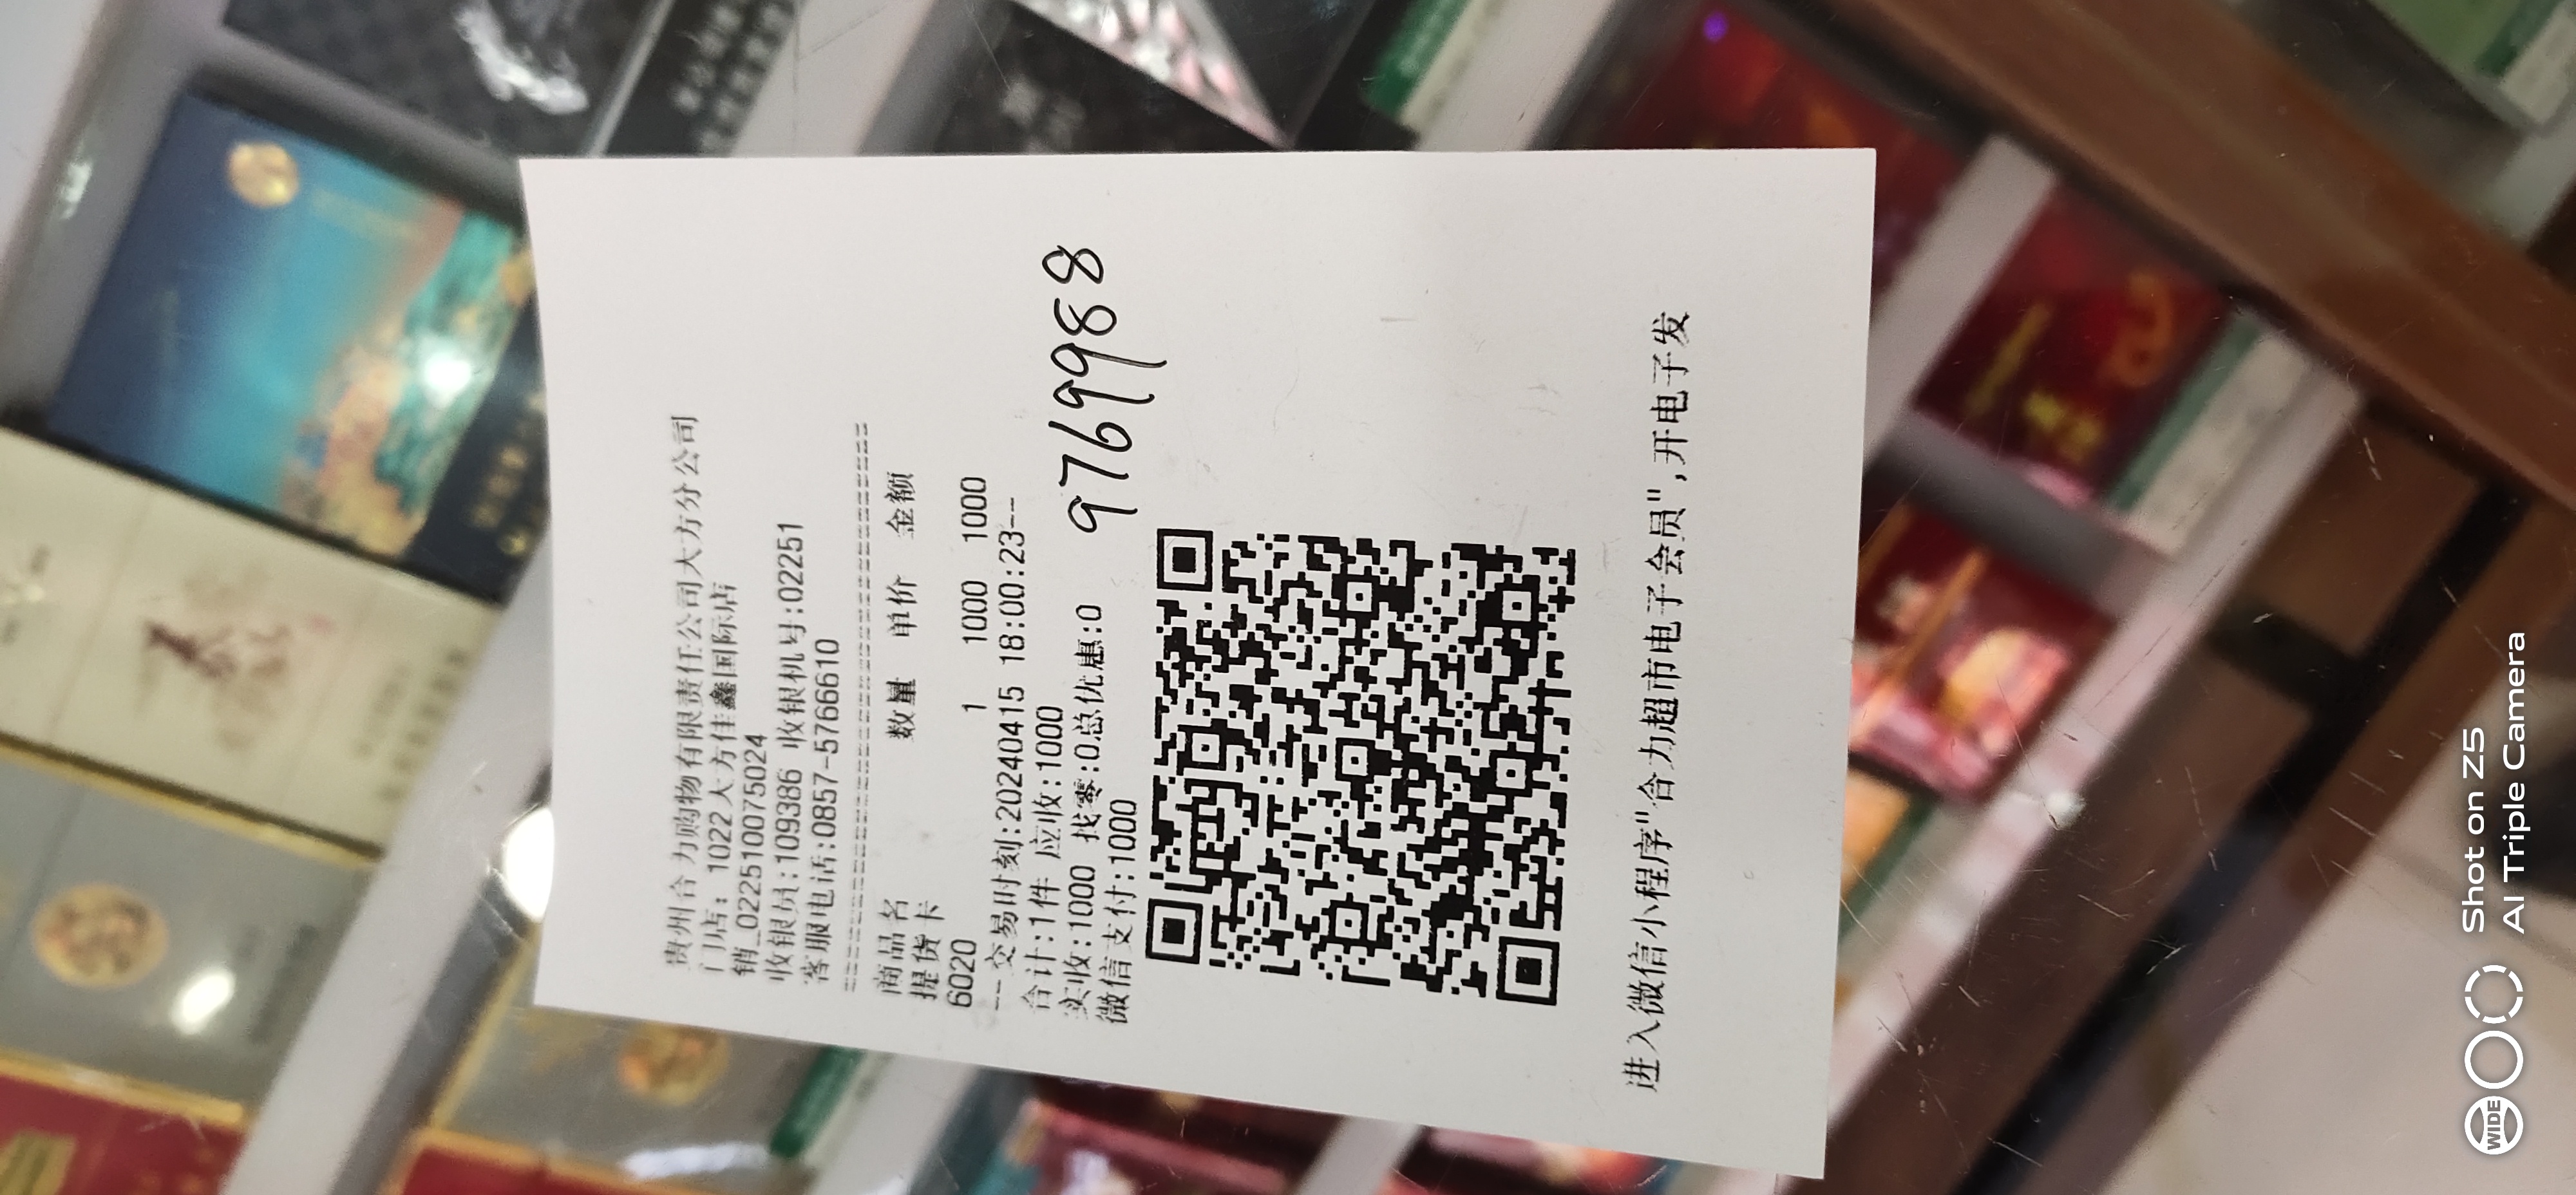 贵州合力购物有限责任公司大方分公司
门店: 1022大方佳鑫国际店
销_022510075024
收银员:109386 收银机号:02251
客服电话:0857-5766610
商品名 数量 单价 金额
提货卡
6020 1 1000 1000
-- 交易时刻:20240415 18:00:23--
合计:1件 应收:1000
实收:1000 找零:0总优惠:0
微信支付:1000
9769988
进入微信小程序"合力超市电子会员",开电子发
Shot on Z5
AI Triple Camera
WIDE